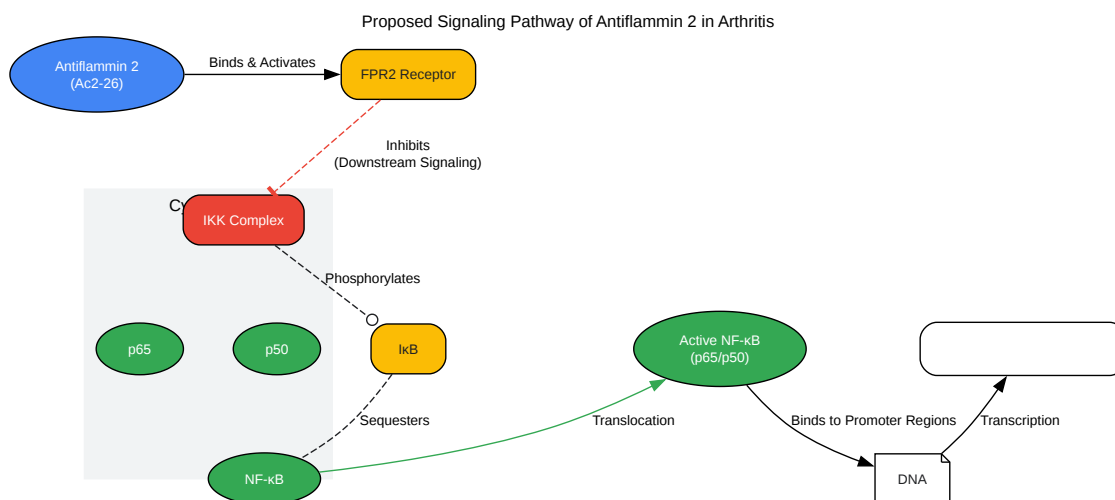 Proposed Signaling Pathway of Antiflammin 2 in Arthritis
Antiflammin 2
(Ac2-26)
Binds & Activates
FPR2 Receptor
Inhibits
(Downstream Signaling)
IKK Complex
Phosphorylates
p65
p50
IκB
Active NF-κB
(p65/p50)
Sequesters
Translocation
Binds to Promoter Regions
Transcription
NF-κB
DNA